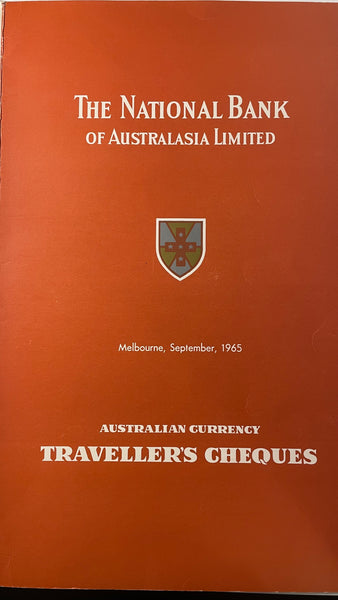 THE NATIONAL BANK
OF AUSTRALASIA LIMITED
Melbourne, September, 1965
AUSTRALIAN CURRENCY
TRAVELLER'S CHEQUES